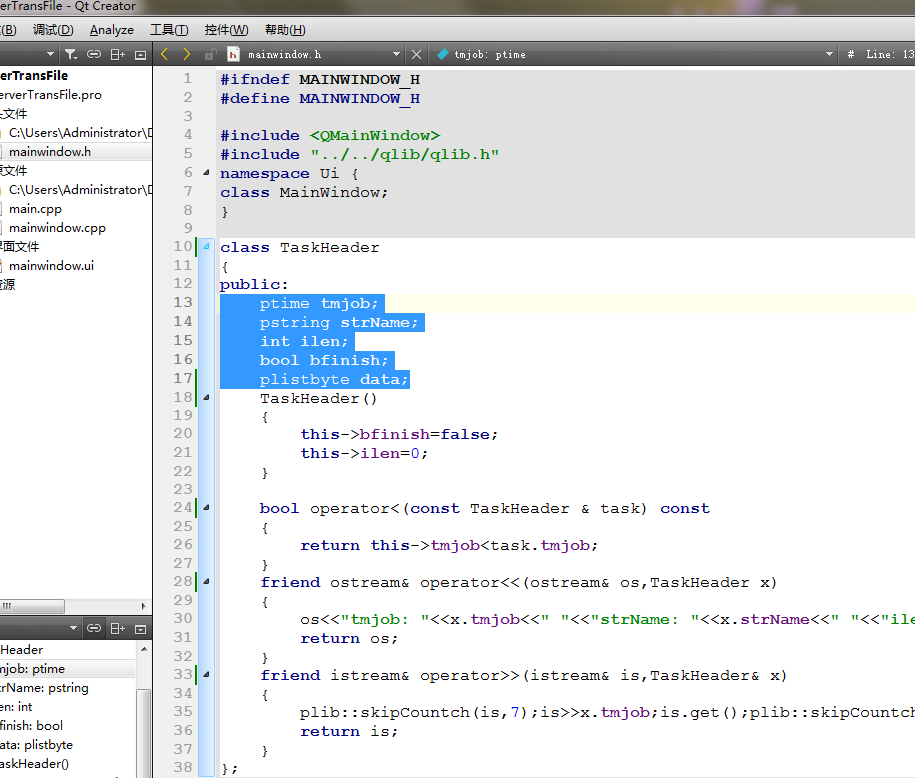 erTransFile - Qt Creator
(B) 调试(D) Analyze 工具(T) 控件(W) 帮助(H)
mainwindow.h
tmjob: ptime
# Line: 13
erTransFile
erverTransFile.pro
文件
C:\Users\Administrator\D
mainwindow.h
文件
C:\Users\Administrator\D
main.cpp
mainwindow.cpp
界面文件
mainwindow.ui
资源
Header
mjob: ptime
trName: pstring
en: int
finish: bool
ata: plistbyte
askHeader()
1 #ifndef MAINWINDOW_H
2 #define MAINWINDOW_H
3
4 #include <QMainWindow>
5 #include "../../qlib/qlib.h"
6 namespace Ui {
7 class MainWindow;
8 }
9
10 class TaskHeader
11 {
12 public:
13 ptime tmjob;
14 pstring strName;
15 int ilen;
16 bool bfinish;
17 plistbyte data;
18 TaskHeader()
19 {
20 this->bfinish=false;
21 this->ilen=0;
22 }
23
24 bool operator<(const TaskHeader & task) const
25 {
26 return this->tmjob<task.tmjob;
27 }
28 friend ostream& operator<<(ostream& os,TaskHeader x)
29 {
30 os<<"tmjob: "<<x.tmjob<<" "<<"strName: "<<x.strName<<" "<<"ile
31 return os;
32 }
33 friend istream& operator>>(istream& is,TaskHeader& x)
34 {
35 plib::skipCountch(is,7);is>>x.tmjob;is.get();plib::skipCountch
36 return is;
37 }
38 };